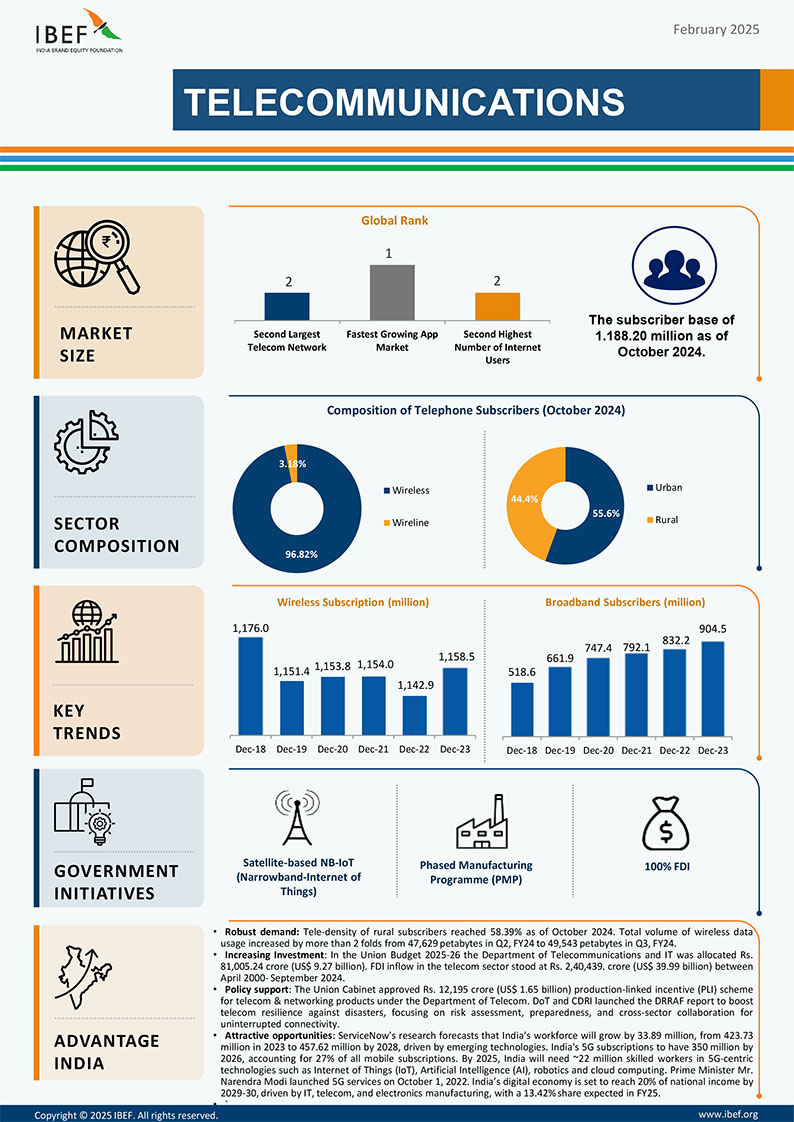 IBEF
INDIA BRAND EQUITY FOUNDATION
February 2025
TELECOMMUNICATIONS
₹
MARKET
SIZE
Global Rank
2
1
2
Second Largest
Telecom Network
Fastest Growing App
Market
Second Highest
Number of Internet
Users
The subscriber base of
1.188.20 million as of
October 2024.
SECTOR
COMPOSITION
Composition of Telephone Subscribers (October 2024)
3.18%
96.82%
Wireless
Wireline
44.4%
55.6%
Urban
Rural
KEY
TRENDS
Wireless Subscription (million)
1,176.0
1,151.4
1,153.8
1,154.0
1,142.9
1,158.5
Dec-18
Dec-19
Dec-20
Dec-21
Dec-22
Dec-23
Broadband Subscribers (million)
518.6
661.9
747.4
792.1
832.2
904.5
Dec-18
Dec-19
Dec-20
Dec-21
Dec-22
Dec-23
GOVERNMENT
INITIATIVES
Satellite-based NB-IoT
(Narrowband-Internet of
Things)
Phased Manufacturing
Programme (PMP)
$
100% FDI
ADVANTAGE
INDIA
• Robust demand: Tele-density of rural subscribers reached 58.39% as of October 2024. Total volume of wireless data
usage increased by more than 2 folds from 47,629 petabytes in Q2, FY24 to 49,543 petabytes in Q3, FY24.
• Increasing Investment: In the Union Budget 2025-26 the Department of Telecommunications and IT was allocated Rs.
81,005.24 crore (US$ 9.27 billion). FDI inflow in the telecom sector stood at Rs. 2,40,439. crore (US$ 39.99 billion) between
April 2000- September 2024.
• Policy support: The Union Cabinet approved Rs. 12,195 crore (US$ 1.65 billion) production-linked incentive (PLI) scheme
for telecom & networking products under the Department of Telecom. DoT and CDRI launched the DRRAF report to boost
telecom resilience against disasters, focusing on risk assessment, preparedness, and cross-sector collaboration for
uninterrupted connectivity.
• Attractive opportunities: ServiceNow's research forecasts that India's workforce will grow by 33.89 million, from 423.73
million in 2023 to 457.62 million by 2028, driven by emerging technologies. India's 5G subscriptions to have 350 million by
2026, accounting for 27% of all mobile subscriptions. By 2025, India will need ~22 million skilled workers in 5G-centric
technologies such as Internet of Things (IoT), Artificial Intelligence (AI), robotics and cloud computing. Prime Minister Mr.
Narendra Modi launched 5G services on October 1, 2022. India's digital economy is set to reach 20% of national income by
2029-30, driven by IT, telecom, and electronics manufacturing, with a 13.42% share expected in FY25.
• `
Copyright © 2025 IBEF. All rights reserved.
www.ibef.org